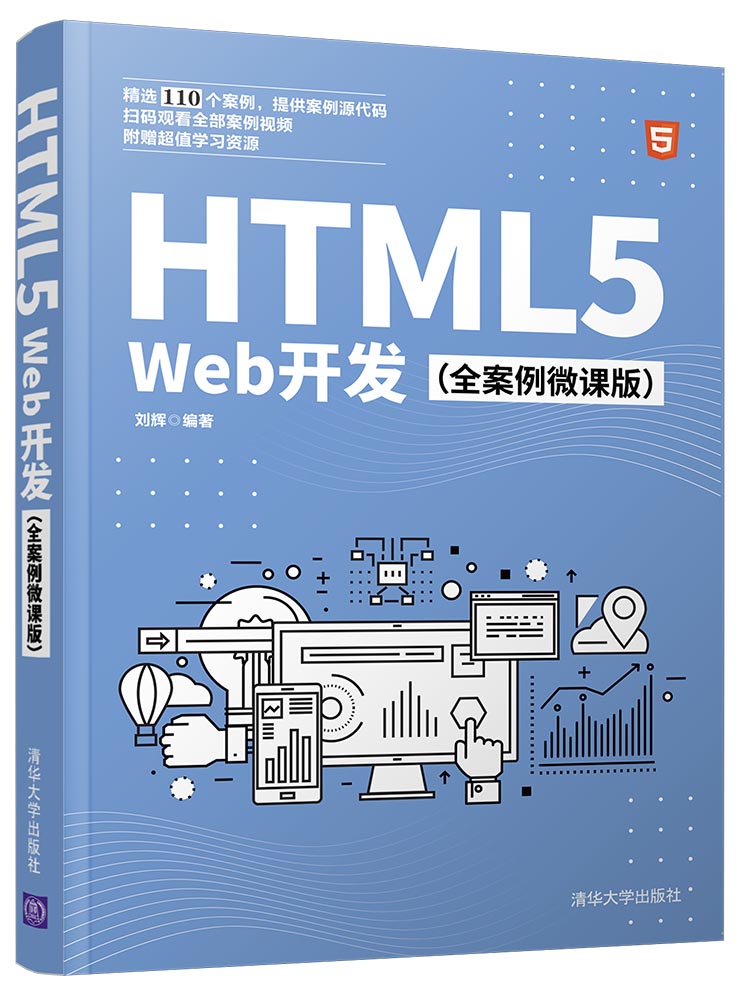 精选 110 个案例，提供案例源代码
扫码观看全部案例视频
附赠超值学习资源
5
HTML5
Web开发（全案例微课版）
刘辉◎编著
清华大学出版社
HTML5 Web开发（全案例微课版）
清华大学出版社